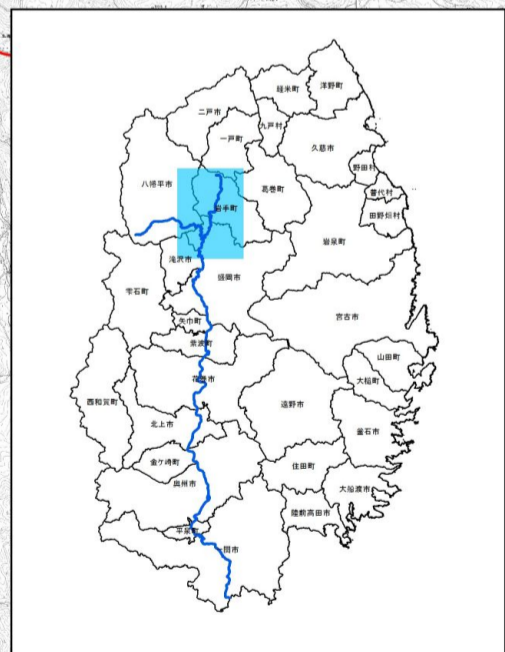 洋野町
軽米町
二戸市
九戸村
一戸町
久慈市
野田村
八幡平市
葛巻町
普代村
岩手町
田野畑村
岩泉町
滝沢市
盛岡市
雫石町
宮古市
矢巾町
紫波町
山田町
花巻市
大槌町
西和賀町
遠野市
釜石市
北上市
金ケ崎町
住田町
奥州市
大船渡市
陸前高田市
平泉町
一関市